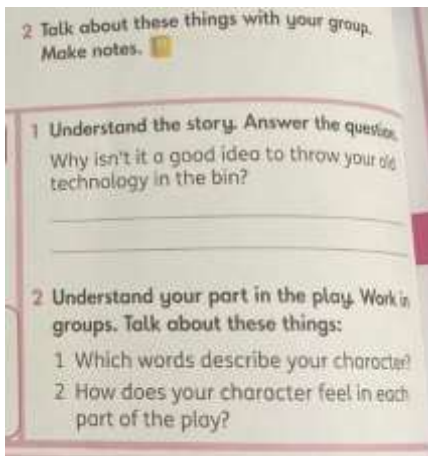 2 Talk about these things with your group.
Make notes.
1 Understand the story. Answer the question.
Why isn't it a good idea to throw your old
technology in the bin?
2 Understand your part in the play. Work in
groups. Talk about these things:
1 Which words describe your character?
2 How does your character feel in each
part of the play?